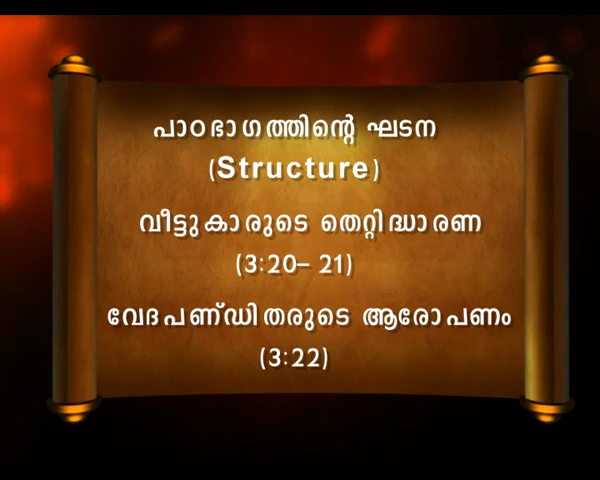 പാഠഭാഗത്തിന്റെ ഘടന
(Structure)
വീട്ടുകാരുടെ തെറ്റിദ്ധാരണ
(3:20– 21)
വേദപണ്ഡിതരുടെ ആരോപണം
(3:22)